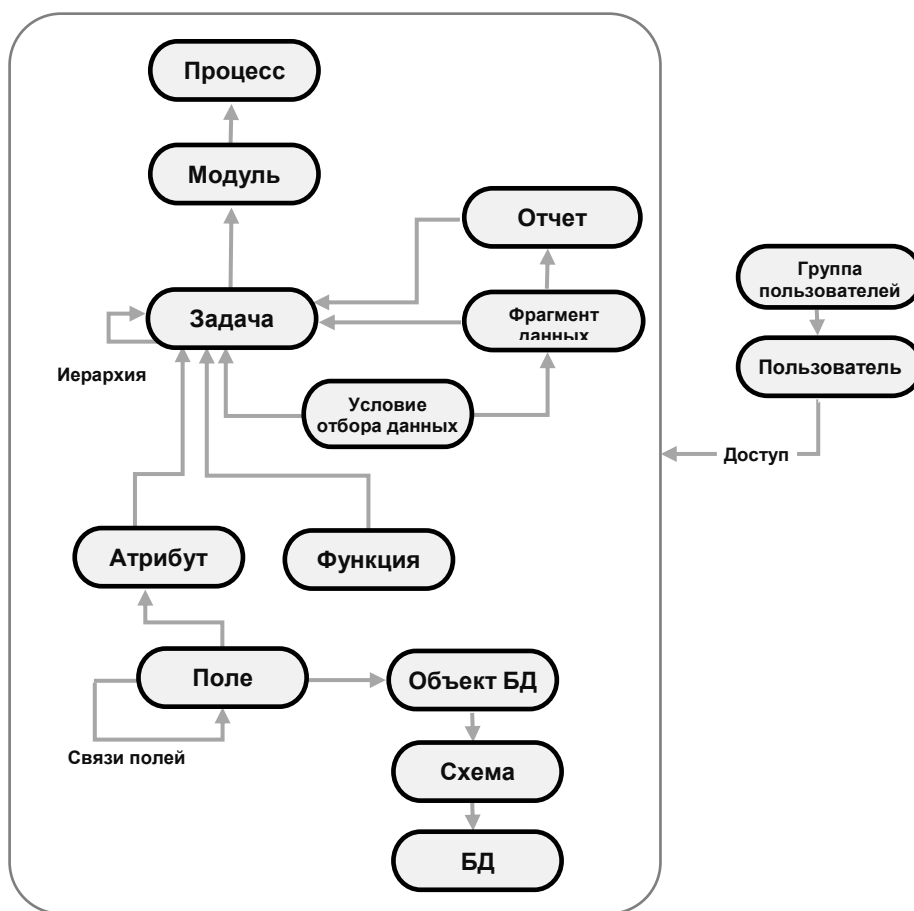 Процесс
Модуль
Отчет
Группа
пользователей
Задача
Фрагмент
данных
Пользователь
Иерархия
Условие
отбора данных
Доступ
Атрибут
Функция
Поле
Объект БД
Связи полей
Схема
БД